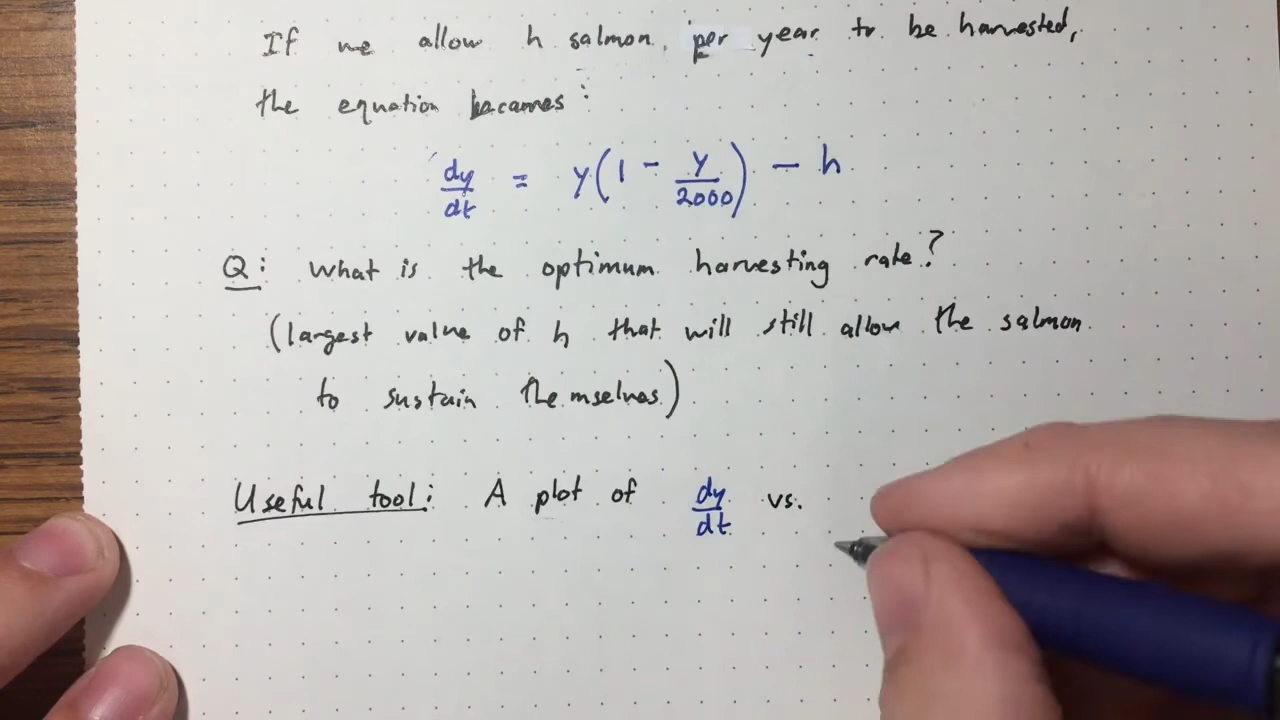 If we allow h salmon per year to be harvested,
the equation becomes:
dy/dt = y(1 - y/2000) - h
Q: What is the optimum harvesting rate?
(largest value of h that will still allow the salmon
to sustain themselves)
Useful tool: A plot of dy/dt vs.